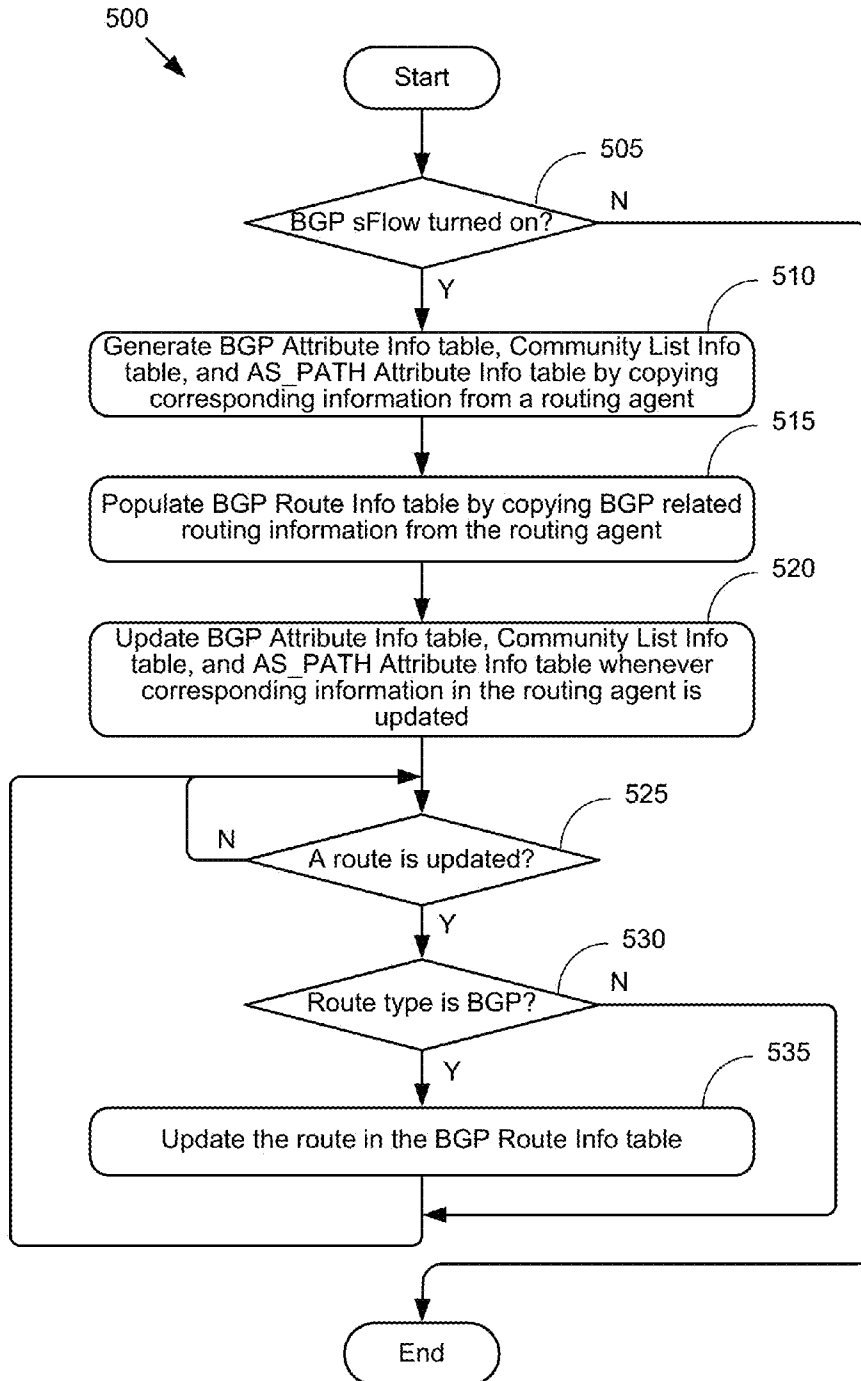 500
Start
505
BGP sFlow turned on?
N
Y
510
Generate BGP Attribute Info table, Community List Info
table, and AS_PATH Attribute Info table by copying
corresponding information from a routing agent
515
Populate BGP Route Info table by copying BGP related
routing information from the routing agent
520
Update BGP Attribute Info table, Community List Info
table, and AS_PATH Attribute Info table whenever
corresponding information in the routing agent is
updated
525
A route is updated?
N
Y
530
Route type is BGP?
N
Y
535
Update the route in the BGP Route Info table
End